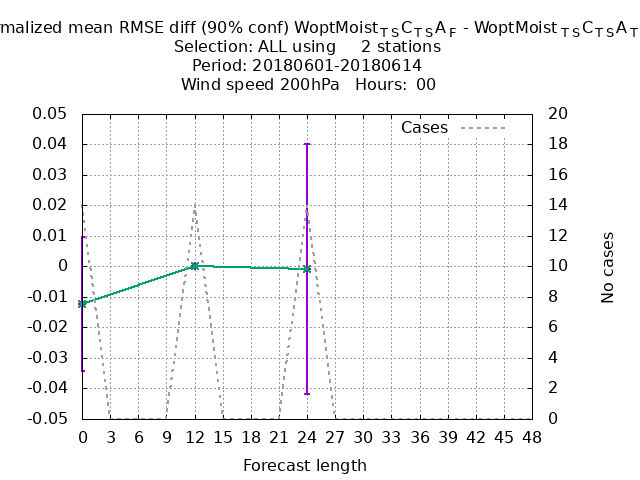 rmalized mean RMSE diff (90% conf) WoptMoistTSCTSAF - WoptMoistTSCTSAT
Selection: ALL using 2 stations
Period: 20180601-20180614
Wind speed 200hPa Hours: 00
Cases
0.05
0.04
0.03
0.02
0.01
0
-0.01
-0.02
-0.03
-0.04
-0.05
20
18
16
14
12
10
8
6
4
2
0
No cases
0 3 6 9 12 15 18 21 24 27 30 33 36 39 42 45 48
Forecast length